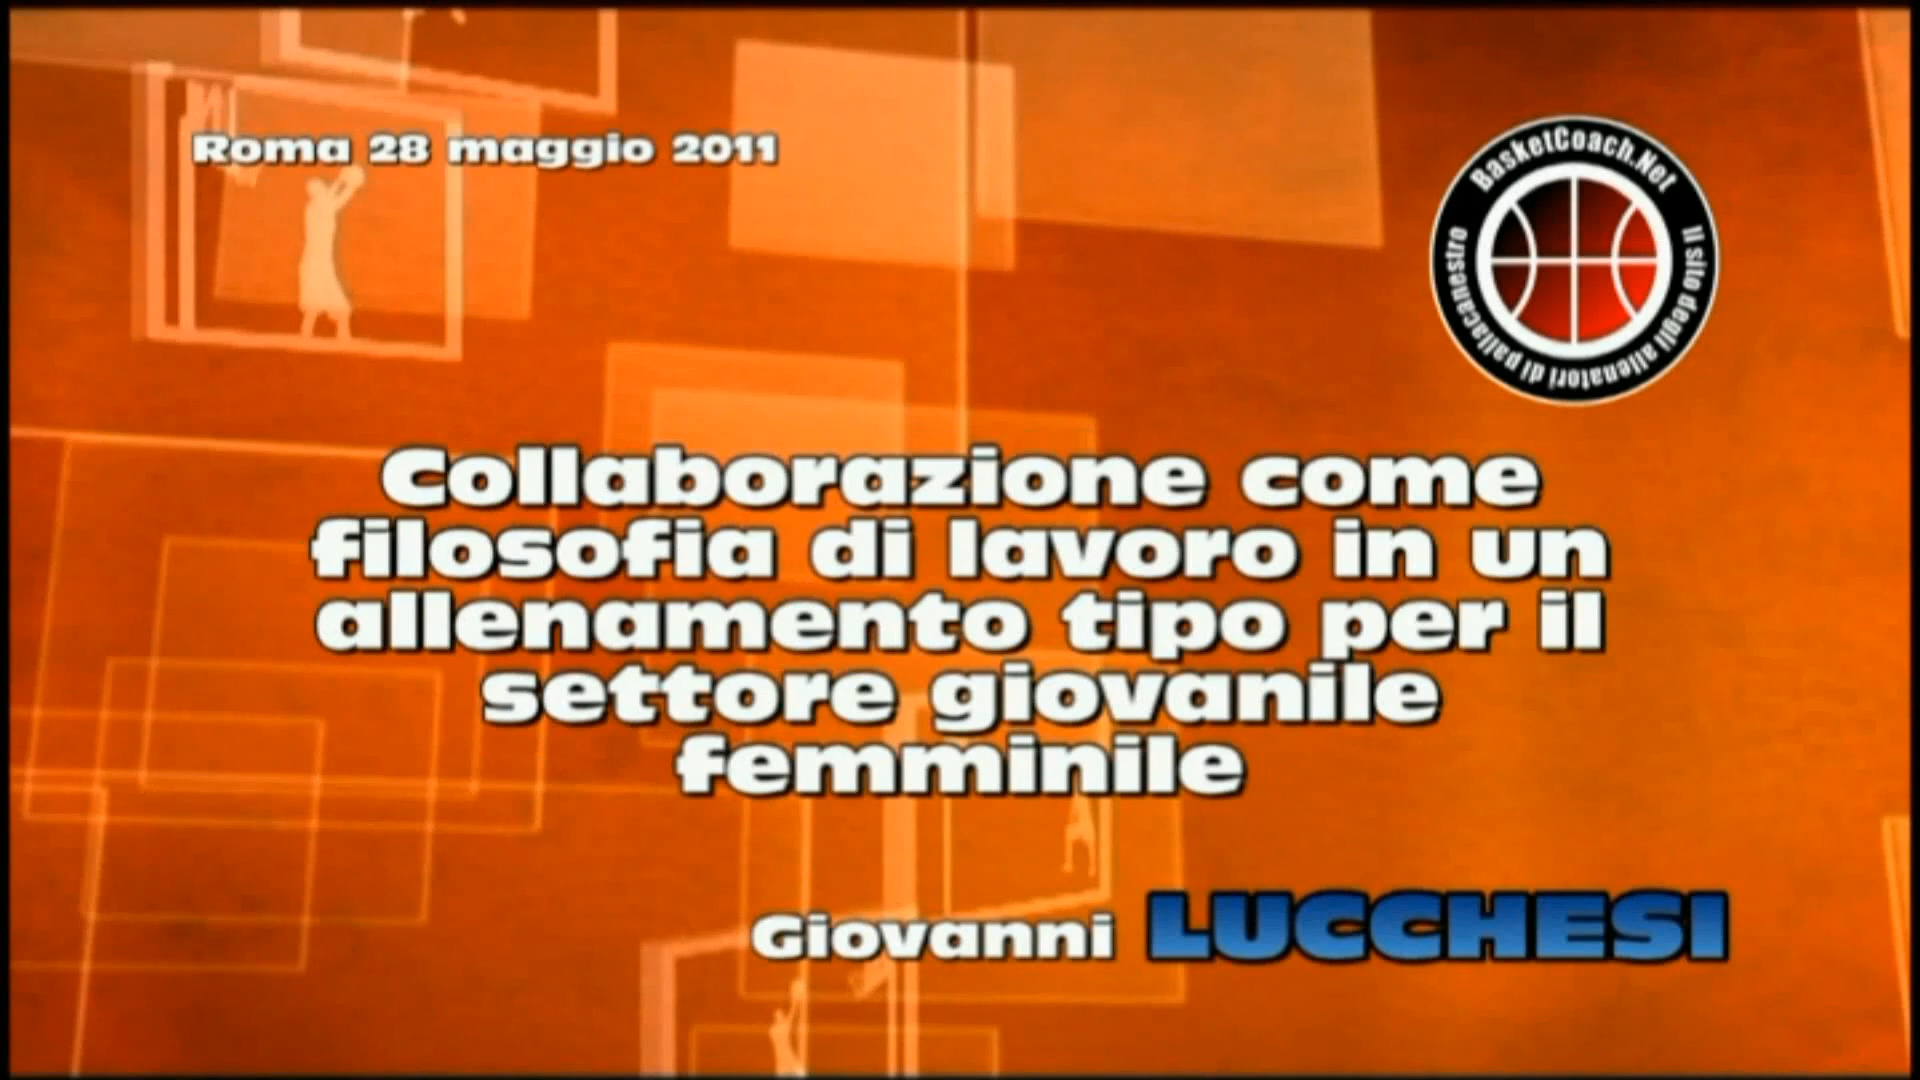 Roma 28 maggio 2011
BasketCoach.Net
Il sito degli allenatori di pallacanestro
Collaborazione come
filosofia di lavoro in un
allenamento tipo per il
settore giovanile
femminile
Giovanni LUCCHESI